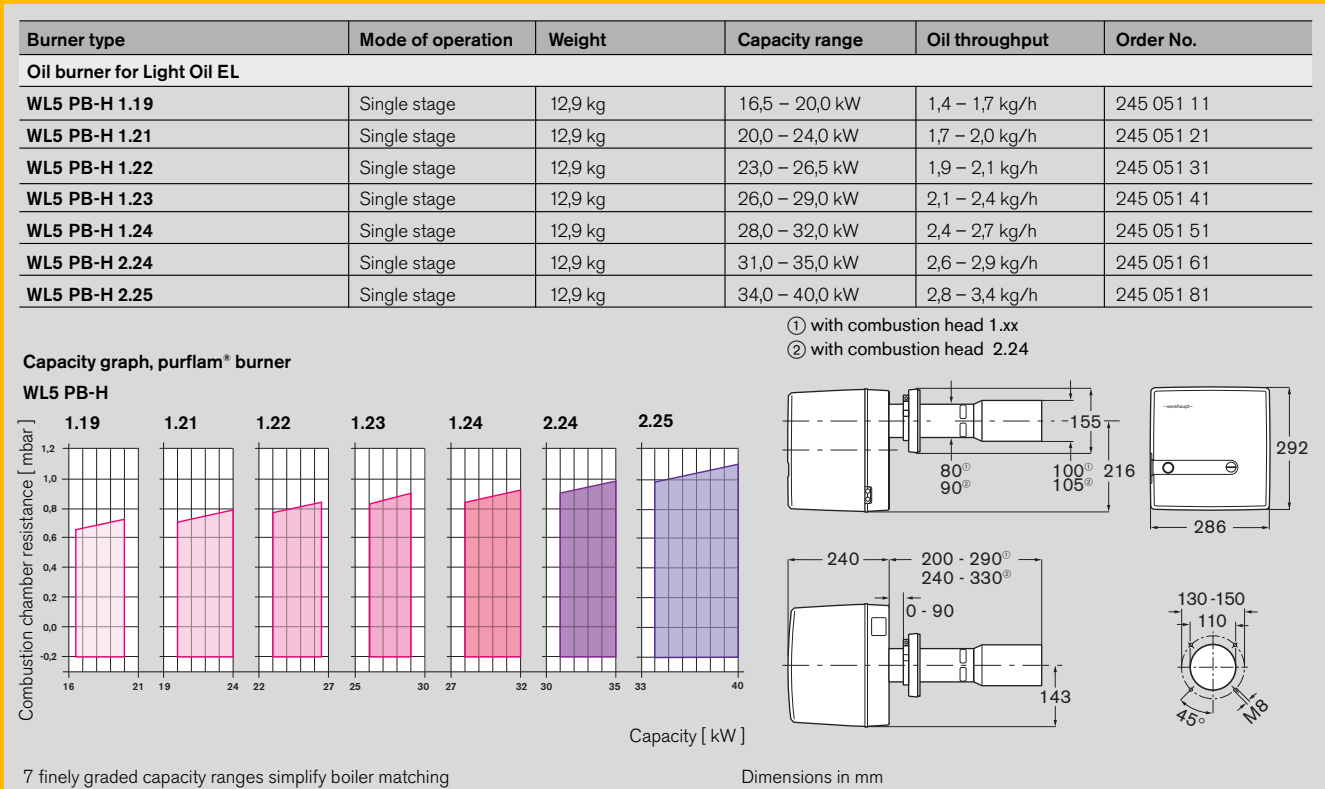 Burner type Mode of operation Weight Capacity range Oil throughput Order No.
Oil burner for Light Oil EL
WL5 PB-H 1.19 Single stage 12,9 kg 16,5 – 20,0 kW 1,4 – 1,7 kg/h 245 051 11
WL5 PB-H 1.21 Single stage 12,9 kg 20,0 – 24,0 kW 1,7 – 2,0 kg/h 245 051 21
WL5 PB-H 1.22 Single stage 12,9 kg 23,0 – 26,5 kW 1,9 – 2,1 kg/h 245 051 31
WL5 PB-H 1.23 Single stage 12,9 kg 26,0 – 29,0 kW 2,1 – 2,4 kg/h 245 051 41
WL5 PB-H 1.24 Single stage 12,9 kg 28,0 – 32,0 kW 2,4 – 2,7 kg/h 245 051 51
WL5 PB-H 2.24 Single stage 12,9 kg 31,0 – 35,0 kW 2,6 – 2,9 kg/h 245 051 61
WL5 PB-H 2.25 Single stage 12,9 kg 34,0 – 40,0 kW 2,8 – 3,4 kg/h 245 051 81
① with combustion head 1.xx
② with combustion head 2.24
Capacity graph, purflam® burner
WL5 PB-H
1.19 1.21 1.22 1.23 1.24 2.24 2.25
Combustion chamber resistance [ mbar ]
1,2
1,0
0,8
0,6
0,4
0,2
0,0
-0,2
16 21 19 24 22 27 25 30 27 32 30 35 33 40
Capacity [ kW ]
7 finely graded capacity ranges simplify boiler matching
155
80① 100① 216
90② 105②
–weishaupt–
292
286
240 200 - 290①
240 - 330②
0 - 90
143
130 -150
110
45°
M8
Dimensions in mm